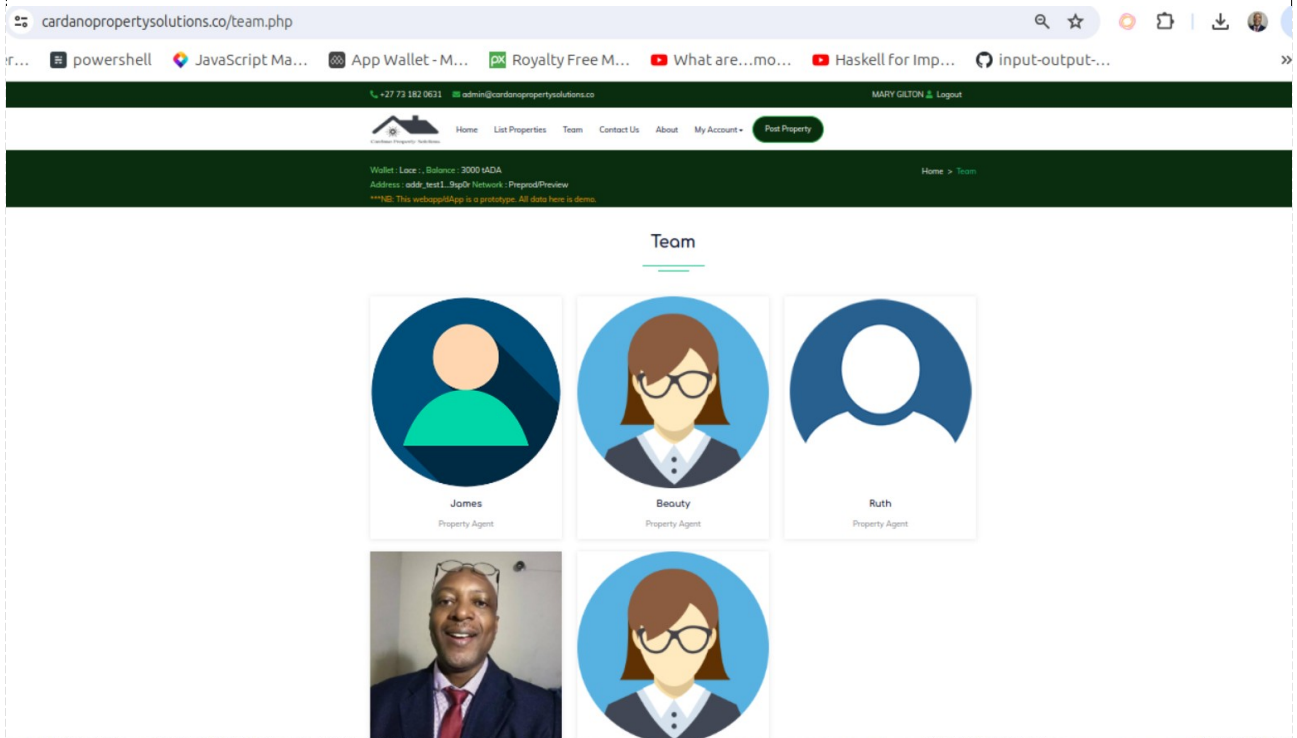 cardanopropertysolutions.co/team.php
r... powershell JavaScript Ma... App Wallet - M... Royalty Free M... What are...mo... Haskell for Imp... input-output-... »
+27 73 182 0631 admin@cardanopropertysolutions.co MARY GILTON Logout
Cardano Property Solutions
Home List Properties Team Contact Us About My Account Post Property
Wallet : Lace : , Balance : 3000 tADA Home > Team
Address : addr_test1...9sp0r Network : Preprod/Preview
***NB: This webapp/dApp is a prototype. All data here is demo.
Team
James Beauty Ruth
Property Agent Property Agent Property Agent